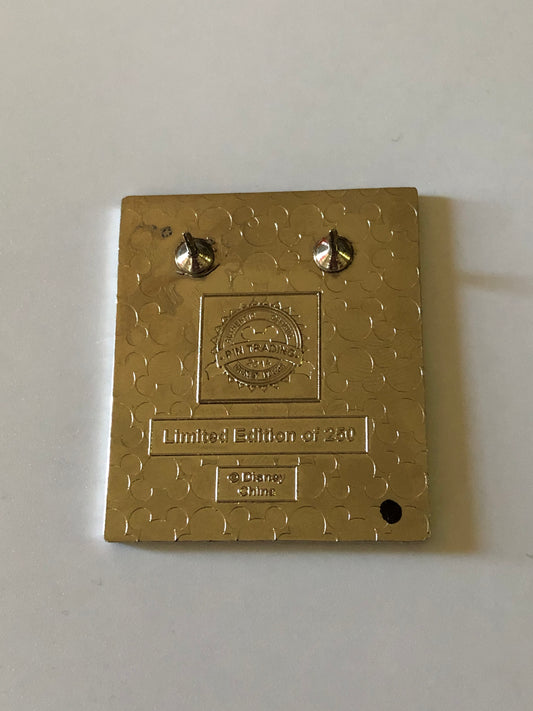 PIN TRADING
Limited Edition of 250
© Disney
China